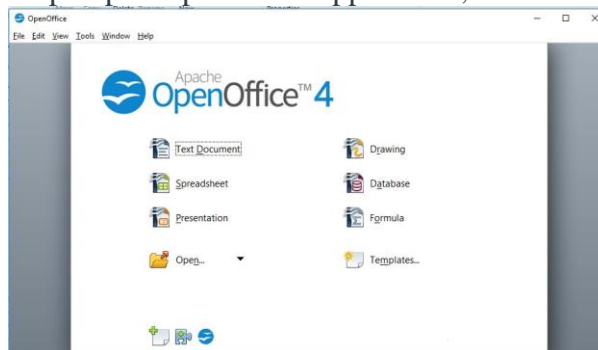 OpenOffice
File Edit View Tools Window Help
Apache
OpenOffice™ 4
Text Document
Drawing
Spreadsheet
Database
Presentation
Formula
Open...
Templates...